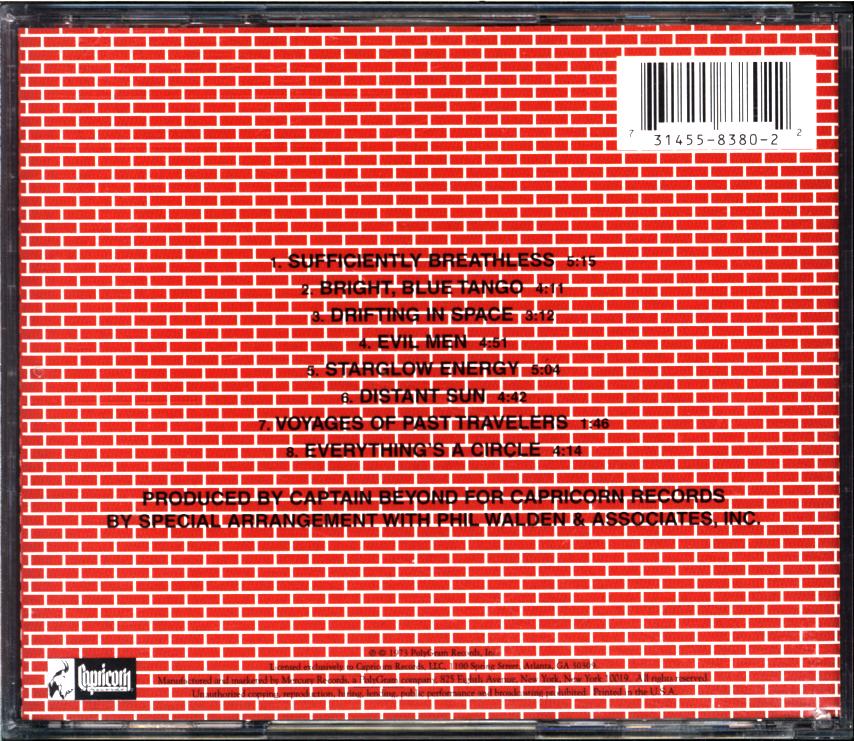 7 31455-8380-2 2
1. SUFFICIENTLY BREATHLESS 5:15
2. BRIGHT, BLUE TANGO 4:11
3. DRIFTING IN SPACE 3:12
4. EVIL MEN 4:51
5. STARGLOW ENERGY 5:04
6. DISTANT SUN 4:42
7. VOYAGES OF PAST TRAVELERS 1:46
8. EVERYTHING'S A CIRCLE 4:14
PRODUCED BY CAPTAIN BEYOND FOR CAPRICORN RECORDS
BY SPECIAL ARRANGEMENT WITH PHIL WALDEN & ASSOCIATES, INC.
Capricorn
℗ © 1973 PolyGram Records, Inc.
Licensed exclusively to Capricorn Records, LLC, 1100 Spring Street, Atlanta, GA 30309.
Manufactured and marketed by Mercury Records, a PolyGram company, 825 Eighth Avenue, New York, New York 10019. All rights reserved.
Unauthorized copying, reproduction, hiring, lending, public performance and broadcasting prohibited. Printed in the U.S.A.